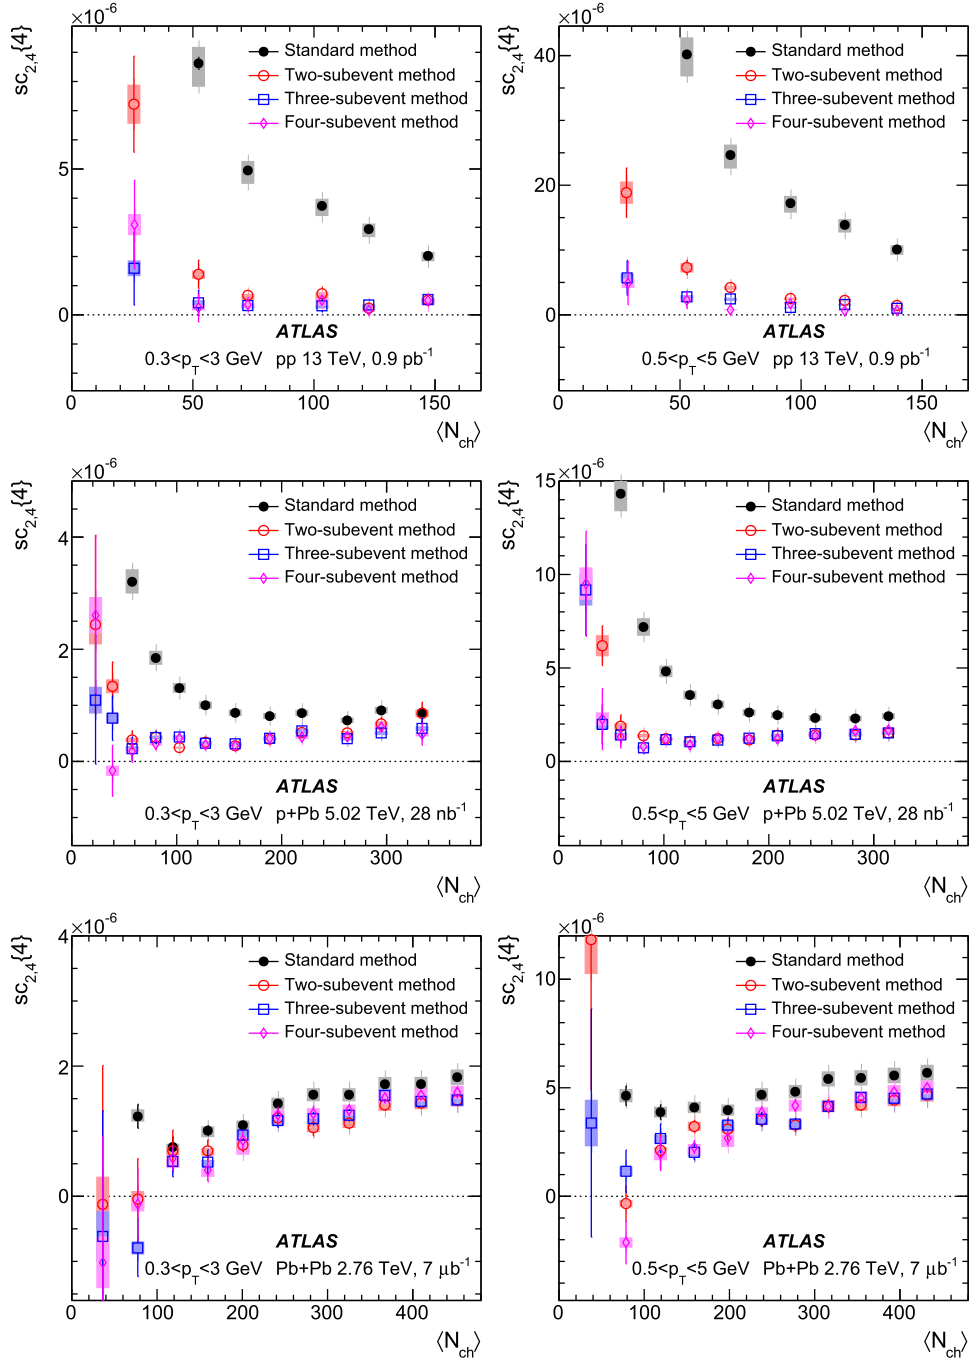 ×10⁻⁶
sc₂,₄{4}
Standard method
Two-subevent method
Three-subevent method
Four-subevent method
5
0
ATLAS
0.3<p_T<3 GeV pp 13 TeV, 0.9 pb⁻¹
0 50 100 150
⟨N_ch⟩
×10⁻⁶
sc₂,₄{4}
Standard method
Two-subevent method
Three-subevent method
Four-subevent method
40
20
0
ATLAS
0.5<p_T<5 GeV pp 13 TeV, 0.9 pb⁻¹
0 50 100 150
⟨N_ch⟩
×10⁻⁶
sc₂,₄{4}
Standard method
Two-subevent method
Three-subevent method
Four-subevent method
4
2
0
ATLAS
0.3<p_T<3 GeV p+Pb 5.02 TeV, 28 nb⁻¹
0 100 200 300
⟨N_ch⟩
×10⁻⁶
sc₂,₄{4}
15
Standard method
Two-subevent method
Three-subevent method
Four-subevent method
10
5
0
ATLAS
0.5<p_T<5 GeV p+Pb 5.02 TeV, 28 nb⁻¹
0 100 200 300
⟨N_ch⟩
×10⁻⁶
sc₂,₄{4}
4
Standard method
Two-subevent method
Three-subevent method
Four-subevent method
2
0
ATLAS
0.3<p_T<3 GeV Pb+Pb 2.76 TeV, 7 μb⁻¹
0 100 200 300 400
⟨N_ch⟩
×10⁻⁶
sc₂,₄{4}
Standard method
10
Two-subevent method
Three-subevent method
Four-subevent method
5
0
ATLAS
0.5<p_T<5 GeV Pb+Pb 2.76 TeV, 7 μb⁻¹
0 100 200 300 400
⟨N_ch⟩